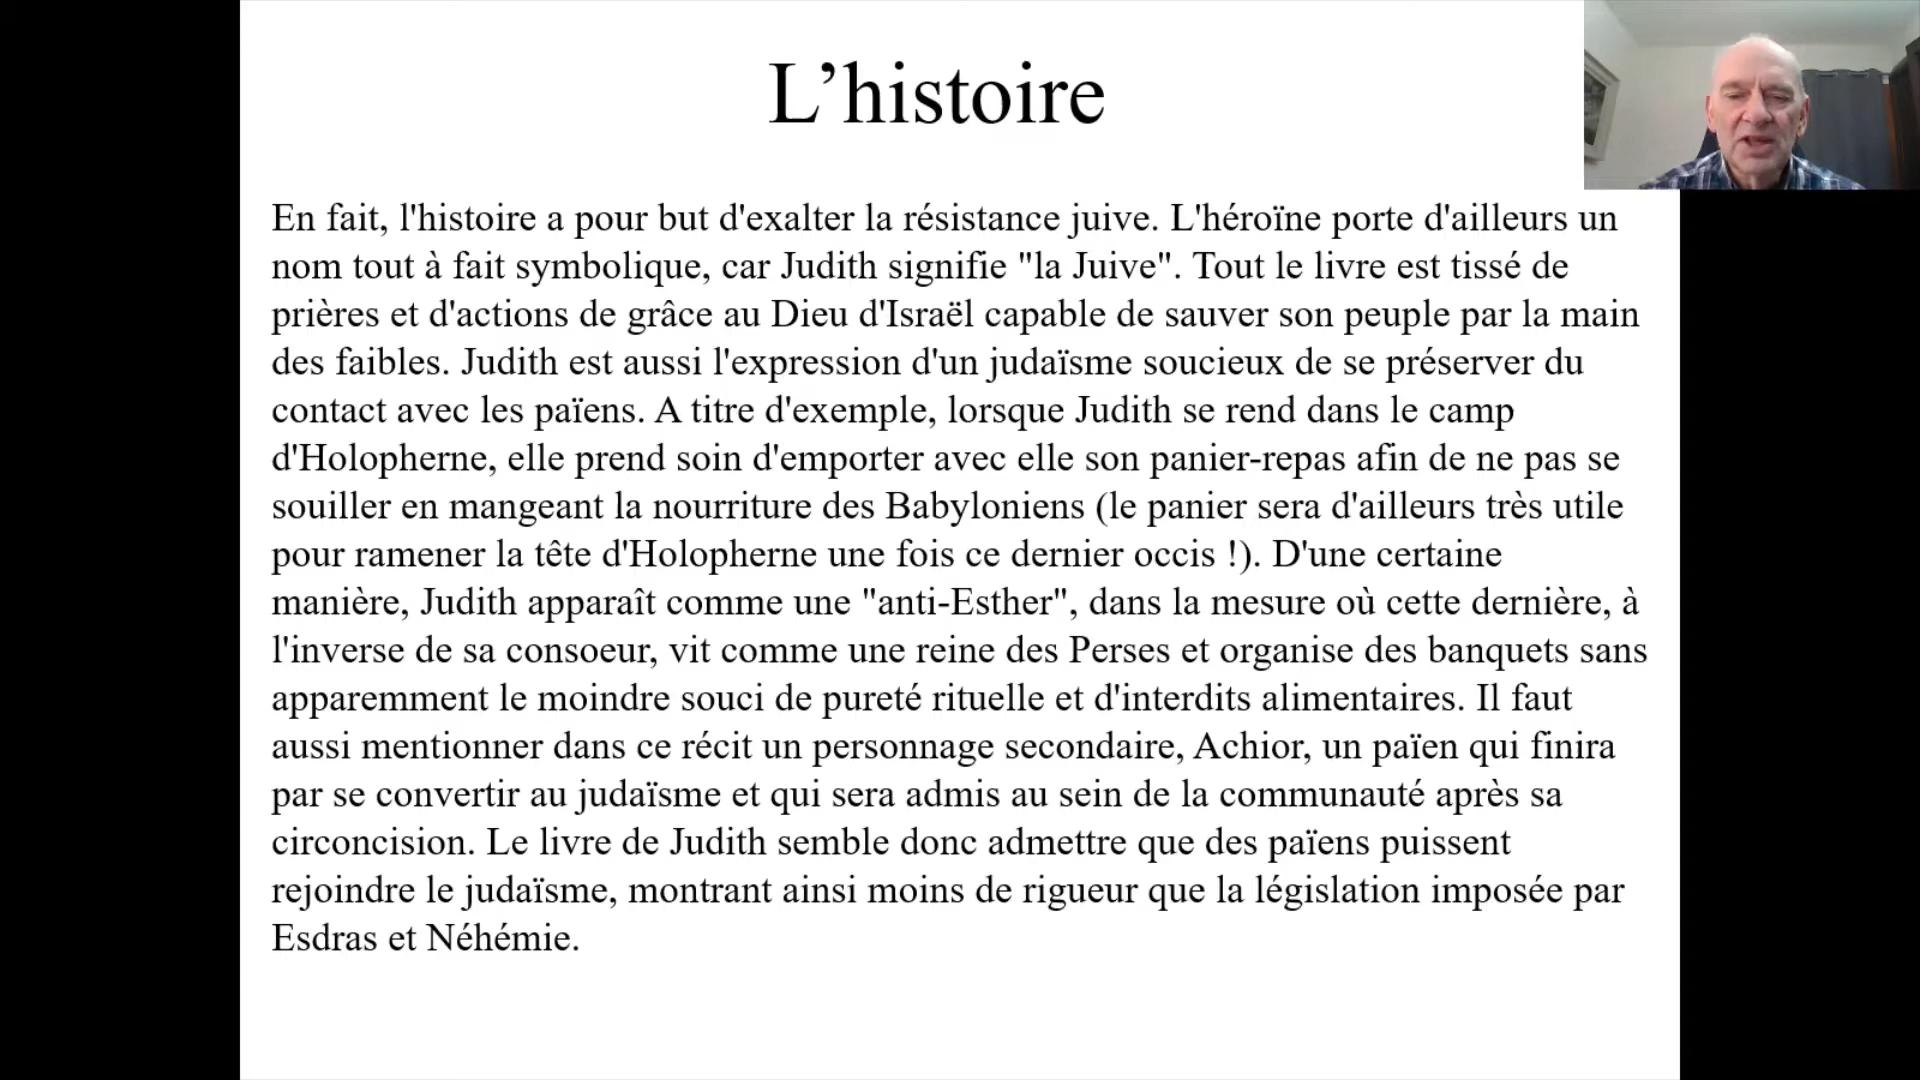 L’histoire
En fait, l'histoire a pour but d'exalter la résistance juive. L'héroïne porte d'ailleurs un
nom tout à fait symbolique, car Judith signifie "la Juive". Tout le livre est tissé de
prières et d'actions de grâce au Dieu d'Israël capable de sauver son peuple par la main
des faibles. Judith est aussi l'expression d'un judaïsme soucieux de se préserver du
contact avec les païens. A titre d'exemple, lorsque Judith se rend dans le camp
d'Holopherne, elle prend soin d'emporter avec elle son panier-repas afin de ne pas se
souiller en mangeant la nourriture des Babyloniens (le panier sera d'ailleurs très utile
pour ramener la tête d'Holopherne une fois ce dernier occis !). D'une certaine
manière, Judith apparaît comme une "anti-Esther", dans la mesure où cette dernière, à
l'inverse de sa consoeur, vit comme une reine des Perses et organise des banquets sans
apparemment le moindre souci de pureté rituelle et d'interdits alimentaires. Il faut
aussi mentionner dans ce récit un personnage secondaire, Achior, un païen qui finira
par se convertir au judaïsme et qui sera admis au sein de la communauté après sa
circoncision. Le livre de Judith semble donc admettre que des païens puissent
rejoindre le judaïsme, montrant ainsi moins de rigueur que la législation imposée par
Esdras et Néhémie.